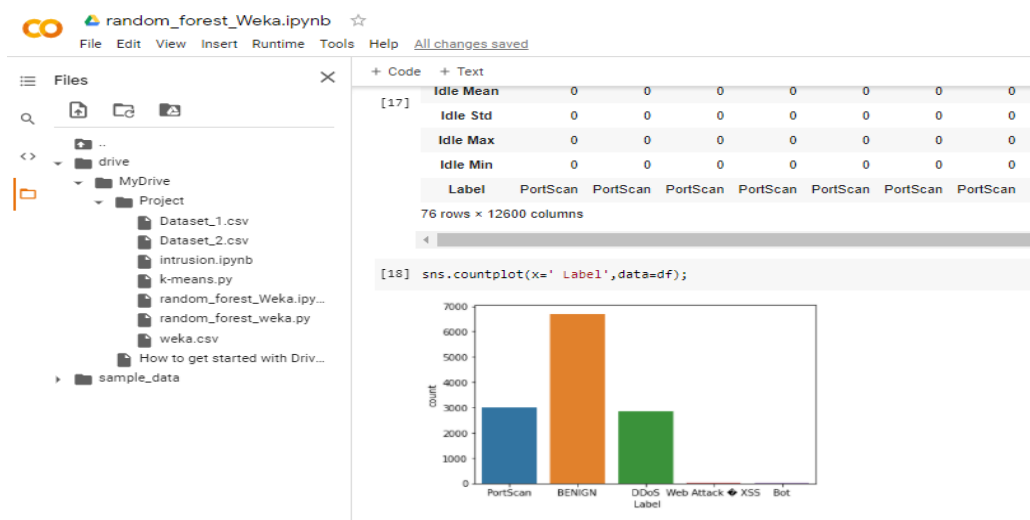 random_forest_Weka.ipynb
File Edit View Insert Runtime Tools Help All changes saved
Files
..
drive
MyDrive
Project
Dataset_1.csv
Dataset_2.csv
intrusion.ipynb
k-means.py
random_forest_Weka.ipy...
random_forest_weka.py
weka.csv
How to get started with Driv...
sample_data
+ Code + Text
[17]
Idle Mean 0 0 0 0 0 0 0
Idle Std 0 0 0 0 0 0 0
Idle Max 0 0 0 0 0 0 0
Idle Min 0 0 0 0 0 0 0
Label PortScan PortScan PortScan PortScan PortScan PortScan PortScan
76 rows × 12600 columns
[18] sns.countplot(x=' Label',data=df);
7000
6000
5000
4000
3000
2000
1000
0
count
PortScan BENIGN DDoS Web Attack � XSS Bot
Label